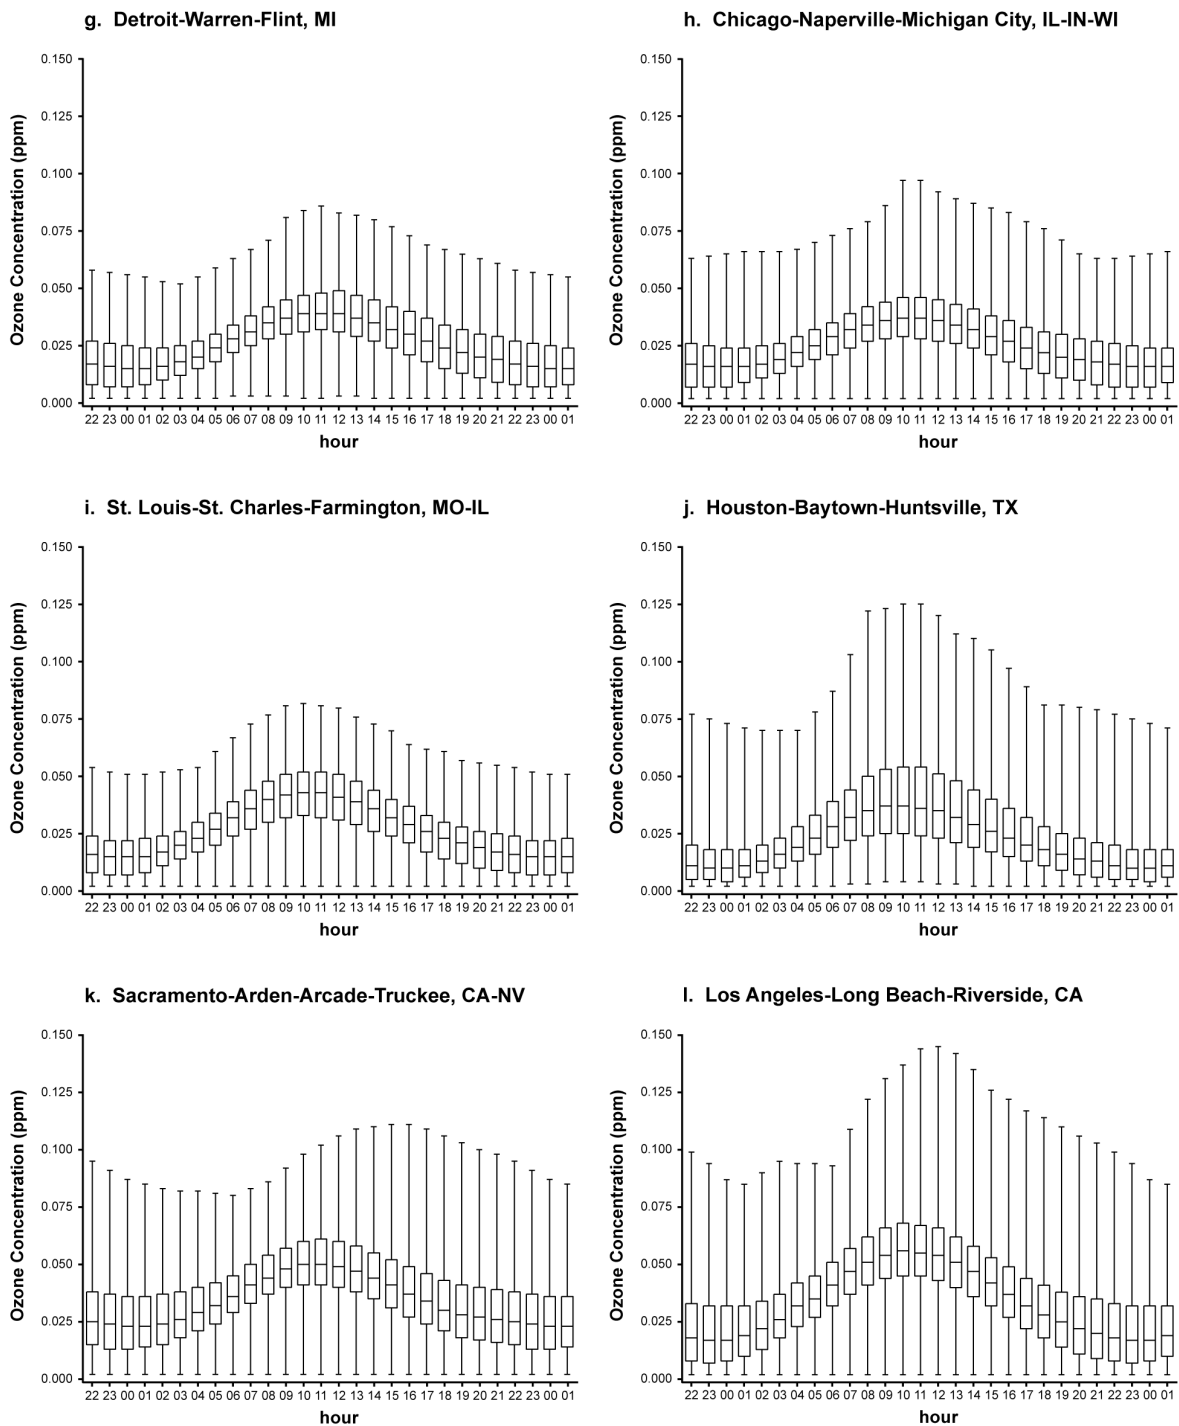 g. Detroit-Warren-Flint, MI
0.150
0.125
0.100
0.075
0.050
0.025
0.000
Ozone Concentration (ppm)
22 23 00 01 02 03 04 05 06 07 08 09 10 11 12 13 14 15 16 17 18 19 20 21 22 23 00 01
hour
h. Chicago-Naperville-Michigan City, IL-IN-WI
0.150
0.125
0.100
0.075
0.050
0.025
0.000
Ozone Concentration (ppm)
22 23 00 01 02 03 04 05 06 07 08 09 10 11 12 13 14 15 16 17 18 19 20 21 22 23 00 01
hour
i. St. Louis-St. Charles-Farmington, MO-IL
0.150
0.125
0.100
0.075
0.050
0.025
0.000
Ozone Concentration (ppm)
22 23 00 01 02 03 04 05 06 07 08 09 10 11 12 13 14 15 16 17 18 19 20 21 22 23 00 01
hour
j. Houston-Baytown-Huntsville, TX
0.150
0.125
0.100
0.075
0.050
0.025
0.000
Ozone Concentration (ppm)
22 23 00 01 02 03 04 05 06 07 08 09 10 11 12 13 14 15 16 17 18 19 20 21 22 23 00 01
hour
k. Sacramento-Arden-Arcade-Truckee, CA-NV
0.150
0.125
0.100
0.075
0.050
0.025
0.000
Ozone Concentration (ppm)
22 23 00 01 02 03 04 05 06 07 08 09 10 11 12 13 14 15 16 17 18 19 20 21 22 23 00 01
hour
l. Los Angeles-Long Beach-Riverside, CA
0.150
0.125
0.100
0.075
0.050
0.025
0.000
Ozone Concentration (ppm)
22 23 00 01 02 03 04 05 06 07 08 09 10 11 12 13 14 15 16 17 18 19 20 21 22 23 00 01
hour